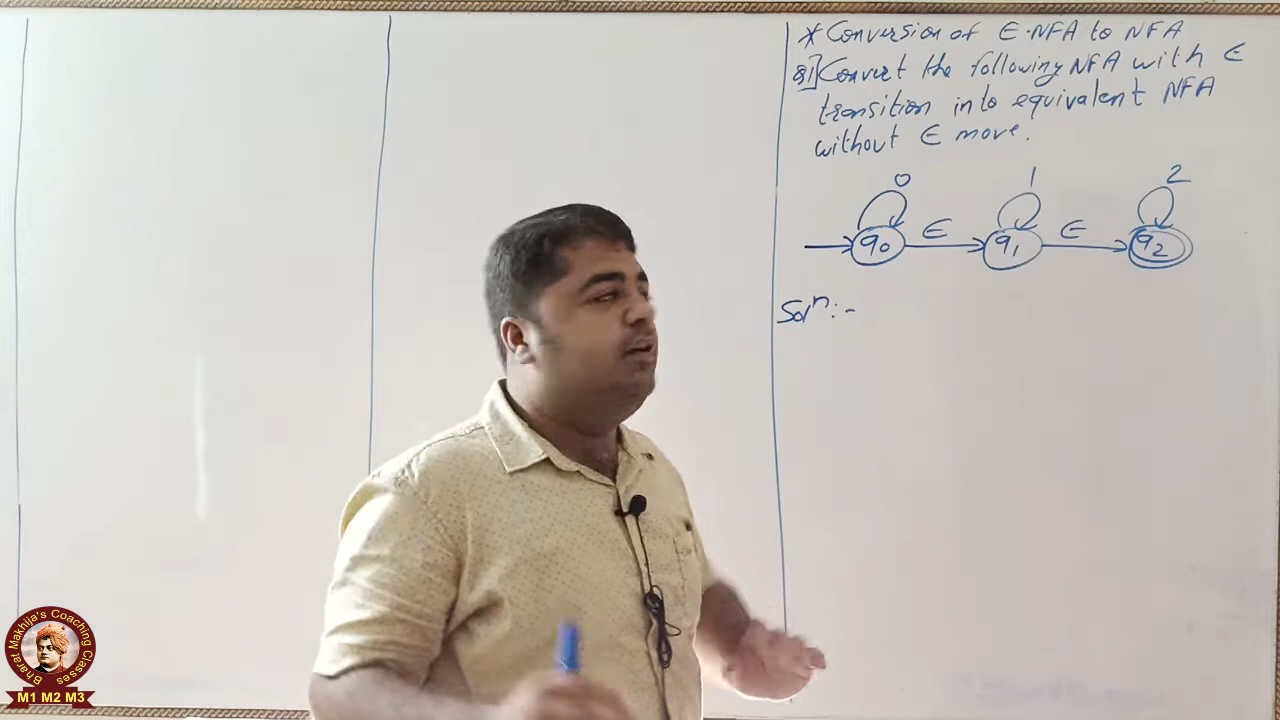 * Conversion of ∈-NFA to NFA
Q1] Convert the following NFA with ∈
transition into equivalent NFA
without ∈ move.
0 1 2
q0 ∈ q1 ∈ q2
Solⁿ:-
Bharat Makhija's Coaching Classes
M1 M2 M3